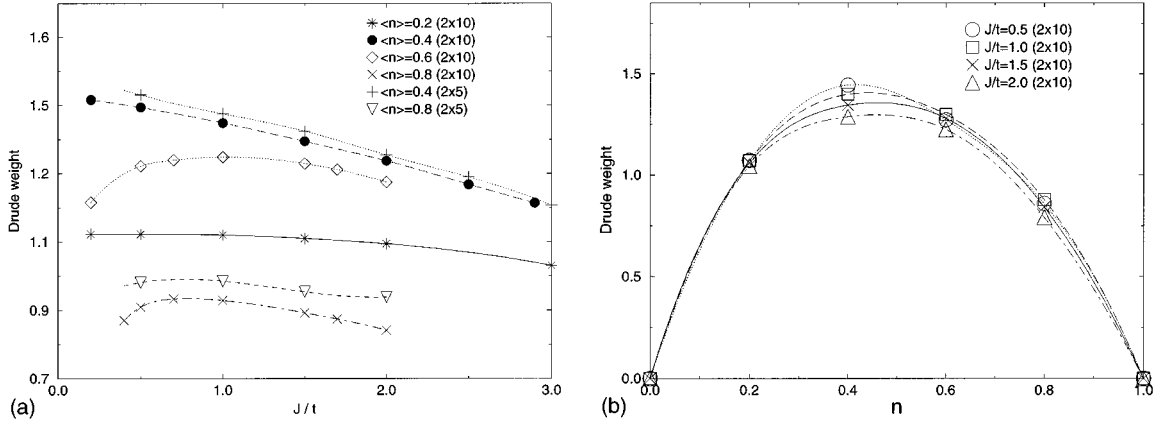 1.6
1.5
1.2
1.1
0.9
0.7
Drude weight
0.0
1.0
2.0
3.0
J / t
(a)
<n>=0.2 (2x10)
<n>=0.4 (2x10)
<n>=0.6 (2x10)
<n>=0.8 (2x10)
<n>=0.4 (2x5)
<n>=0.8 (2x5)
1.5
1.0
0.5
0.0
Drude weight
0.0
0.2
0.4
0.6
0.8
1.0
n
(b)
J/t=0.5 (2x10)
J/t=1.0 (2x10)
J/t=1.5 (2x10)
J/t=2.0 (2x10)